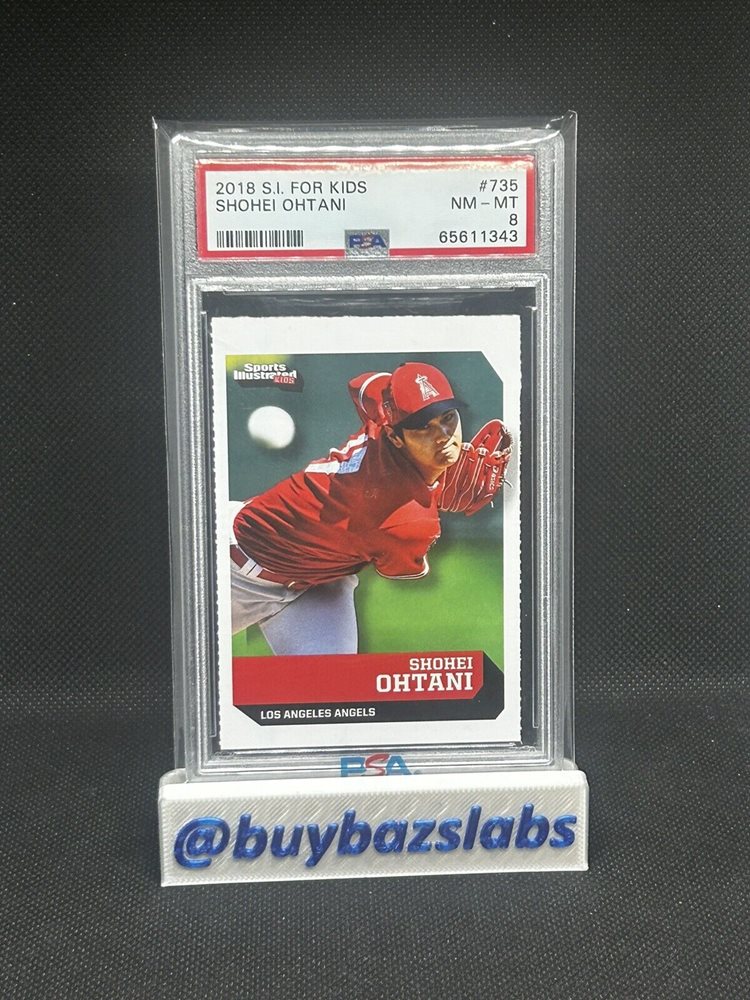 2018 S.I. FOR KIDS #735
SHOHEI OHTANI NM - MT
8
65611343
PSA
Sports
Illustrated
KIDS
A
SHOHEI
OHTANI
LOS ANGELES ANGELS
PSA
@buybazslabs